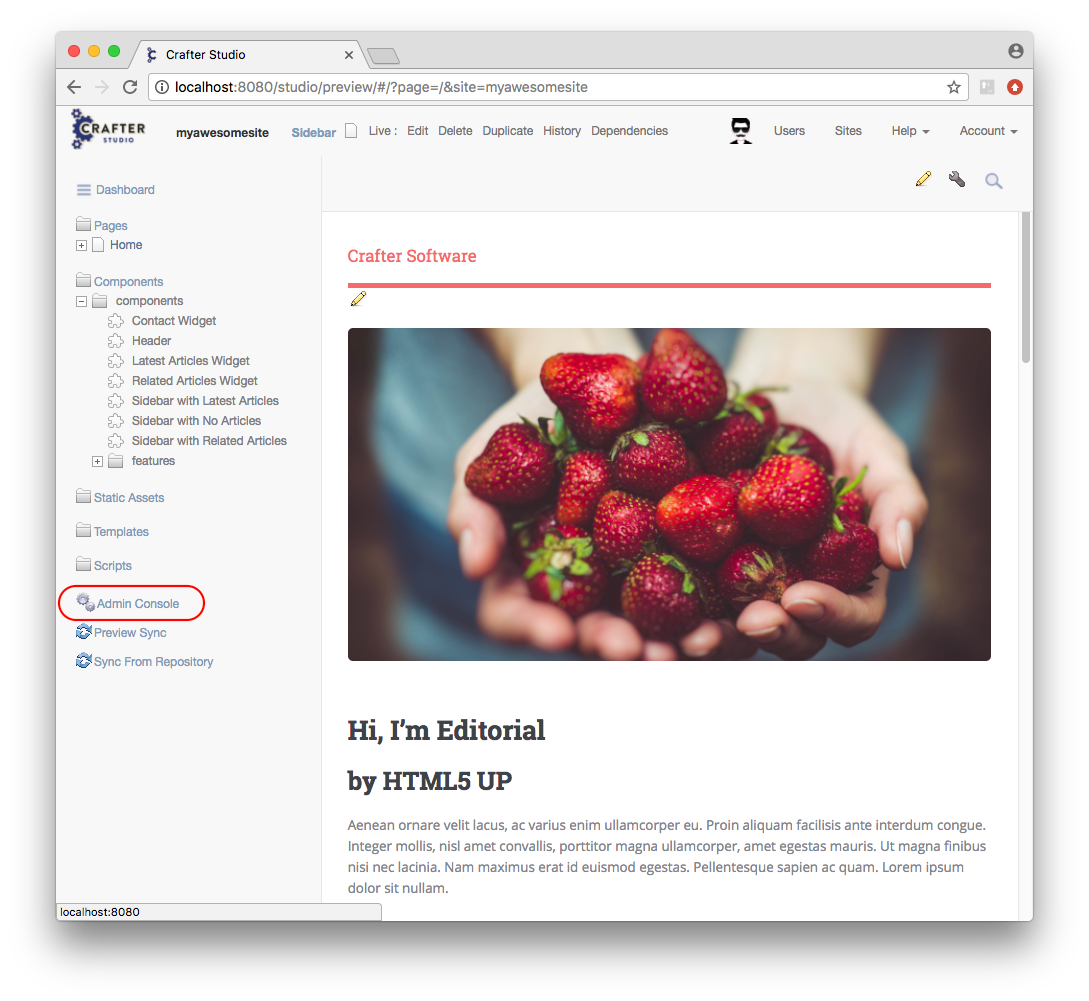 Crafter Studio
localhost:8080/studio/preview/#/?page=/&site=myawesomesite
CRAFTER STUDIO myawesomesite Sidebar Live : Edit Delete Duplicate History Dependencies Users Sites Help Account
Dashboard
Pages
Home
Components
components
Contact Widget
Header
Latest Articles Widget
Related Articles Widget
Sidebar with Latest Articles
Sidebar with No Articles
Sidebar with Related Articles
features
Static Assets
Templates
Scripts
Admin Console
Preview Sync
Sync From Repository
Crafter Software
Hi, I’m Editorial
by HTML5 UP
Aenean ornare velit lacus, ac varius enim ullamcorper eu. Proin aliquam facilisis ante interdum congue.
Integer mollis, nisl amet convallis, porttitor magna ullamcorper, amet egestas mauris. Ut magna finibus
nisi nec lacinia. Nam maximus erat id euismod egestas. Pellentesque sapien ac quam. Lorem ipsum
dolor sit nullam.
localhost:8080